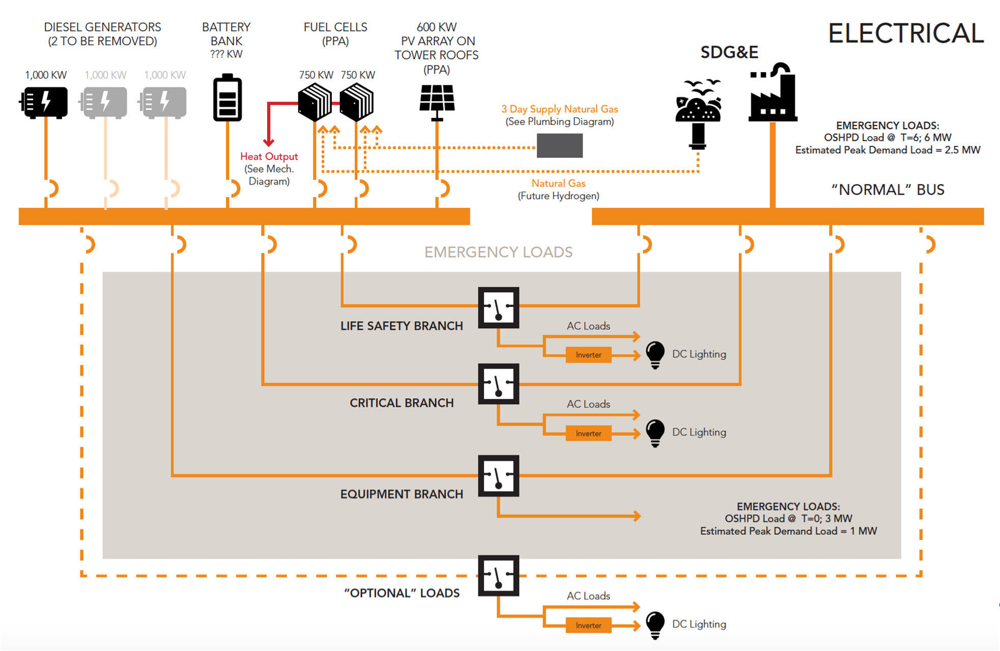 ELECTRICAL
DIESEL GENERATORS
(2 TO BE REMOVED)
1,000 KW
1,000 KW
1,000 KW
BATTERY
BANK
??? KW
FUEL CELLS
(PPA)
750 KW
750 KW
600 KW
PV ARRAY ON
TOWER ROOFS
(PPA)
SDG&E
3 Day Supply Natural Gas
(See Plumbing Diagram)
EMERGENCY LOADS:
OSHPD Load @ T=6; 6 MW
Estimated Peak Demand Load = 2.5 MW
Heat Output
(See Mech.
Diagram)
Natural Gas
(Future Hydrogen)
“NORMAL” BUS
EMERGENCY LOADS
LIFE SAFETY BRANCH
AC Loads
Inverter
DC Lighting
CRITICAL BRANCH
AC Loads
Inverter
DC Lighting
EQUIPMENT BRANCH
EMERGENCY LOADS:
OSHPD Load @ T=0; 3 MW
Estimated Peak Demand Load = 1 MW
“OPTIONAL” LOADS
AC Loads
Inverter
DC Lighting